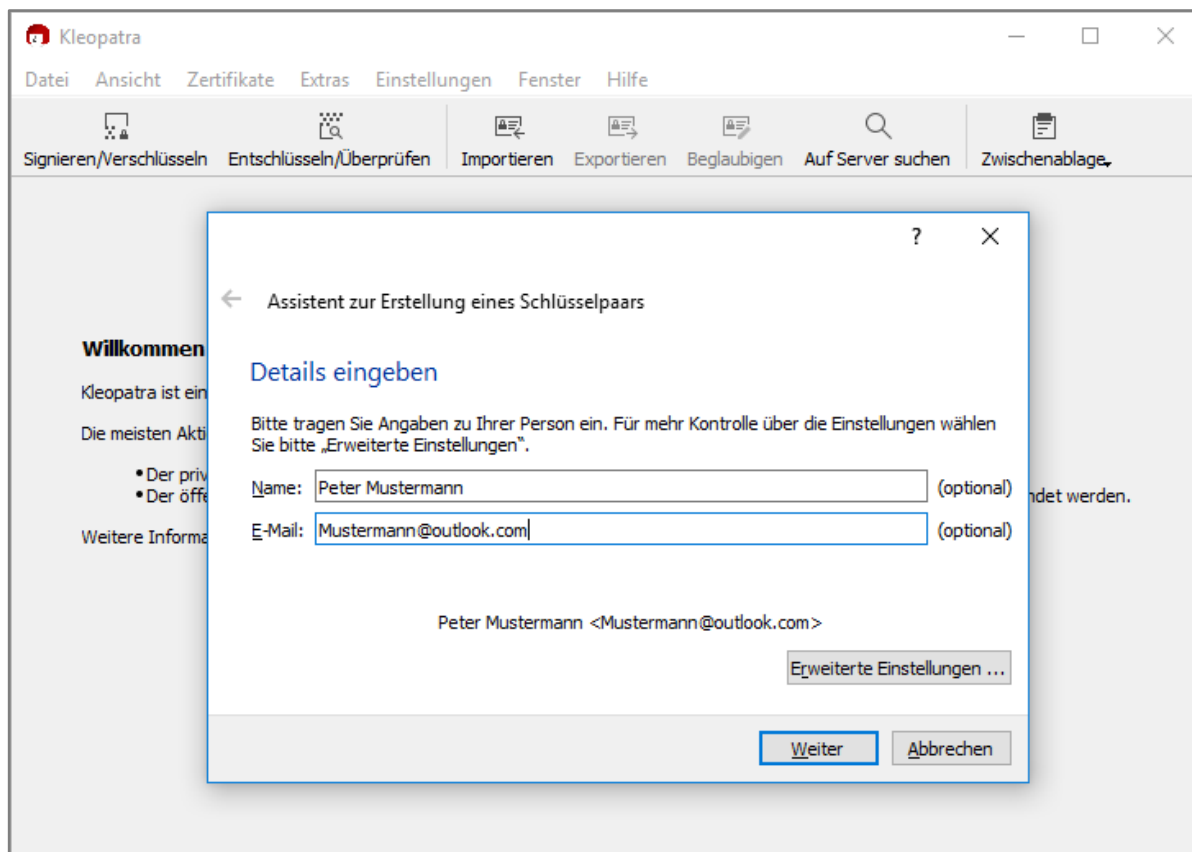 Kleopatra
Datei Ansicht Zertifikate Extras Einstellungen Fenster Hilfe
Signieren/Verschlüsseln Entschlüsseln/Überprüfen Importieren Exportieren Beglaubigen Auf Server suchen Zwischenablage
?
Assistent zur Erstellung eines Schlüsselpaars
Willkommen
Details eingeben
Kleopatra ist ein
Bitte tragen Sie Angaben zu Ihrer Person ein. Für mehr Kontrolle über die Einstellungen wählen
Die meisten Akti
Sie bitte „Erweiterte Einstellungen“.
• Der priv
Name: Peter Mustermann (optional)
• Der öffe
ndet werden.
E-Mail: Mustermann@outlook.com (optional)
Weitere Informa
Peter Mustermann <Mustermann@outlook.com>
Erweiterte Einstellungen ...
Weiter Abbrechen